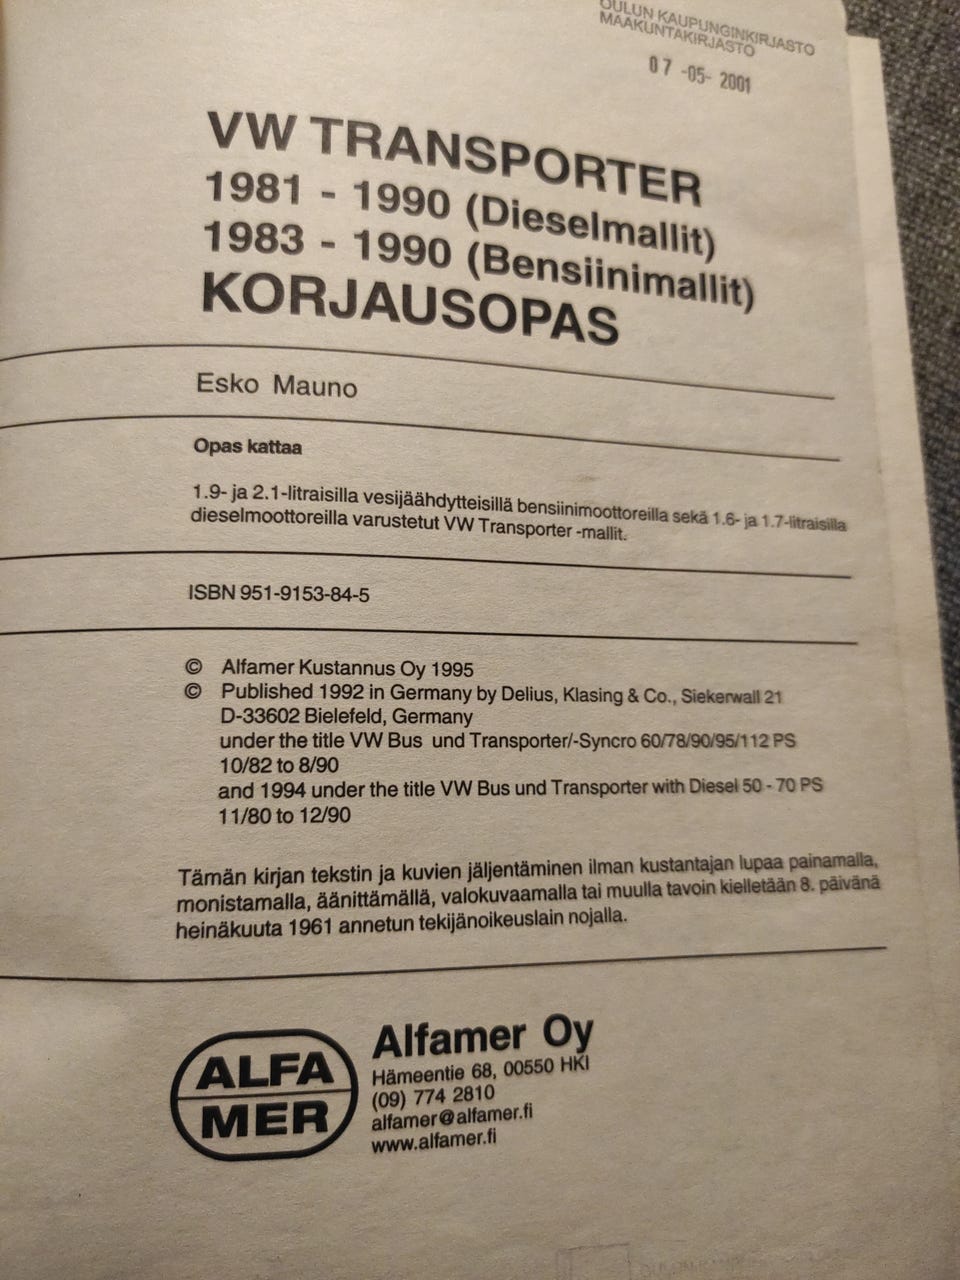 OULUN KAUPUNGINKIRJASTO
MAAKUNTAKIRJASTO
07 -05- 2001
VW TRANSPORTER
1981 - 1990 (Dieselmallit)
1983 - 1990 (Bensiinimallit)
KORJAUSOPAS
Esko Mauno
Opas kattaa
1.9- ja 2.1-litraisilla vesijäähdytteisillä bensiinimoottoreilla sekä 1.6- ja 1.7-litraisilla
dieselmoottoreilla varustetut VW Transporter -mallit.
ISBN 951-9153-84-5
© Alfamer Kustannus Oy 1995
© Published 1992 in Germany by Delius, Klasing & Co., Siekerwall 21
D-33602 Bielefeld, Germany
under the title VW Bus und Transporter/-Syncro 60/78/90/95/112 PS
10/82 to 8/90
and 1994 under the title VW Bus und Transporter with Diesel 50 - 70 PS
11/80 to 12/90
Tämän kirjan tekstin ja kuvien jäljentäminen ilman kustantajan lupaa painamalla,
monistamalla, äänittämällä, valokuvaamalla tai muulla tavoin kielletään 8. päivänä
heinäkuuta 1961 annetun tekijänoikeuslain nojalla.
ALFA
MER
Alfamer Oy
Hämeentie 68, 00550 HKI
(09) 774 2810
alfamer@alfamer.fi
www.alfamer.fi